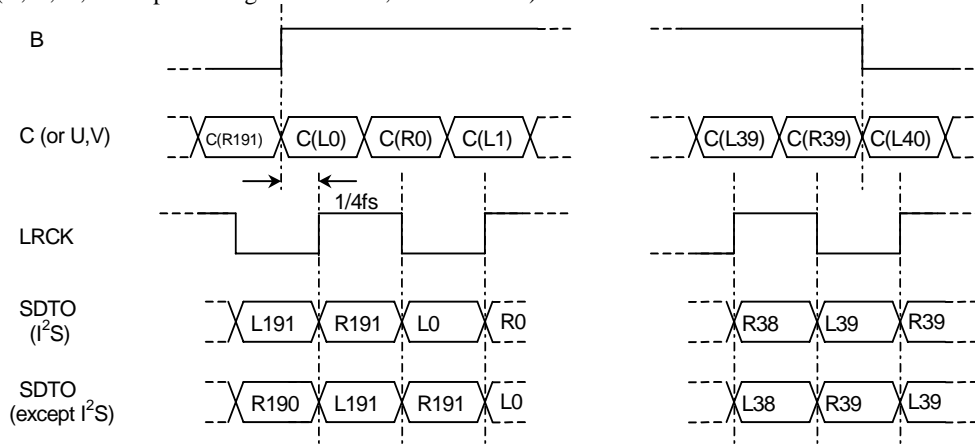 B
C (or U,V)
C(R191) C(L0) C(R0) C(L1) C(L39) C(R39) C(L40)
1/4fs
LRCK
SDTO
(I²S)
L191 R191 L0 R0 R38 L39 R39
SDTO
(except I²S)
R190 L191 R191 L0 L38 R39 L39